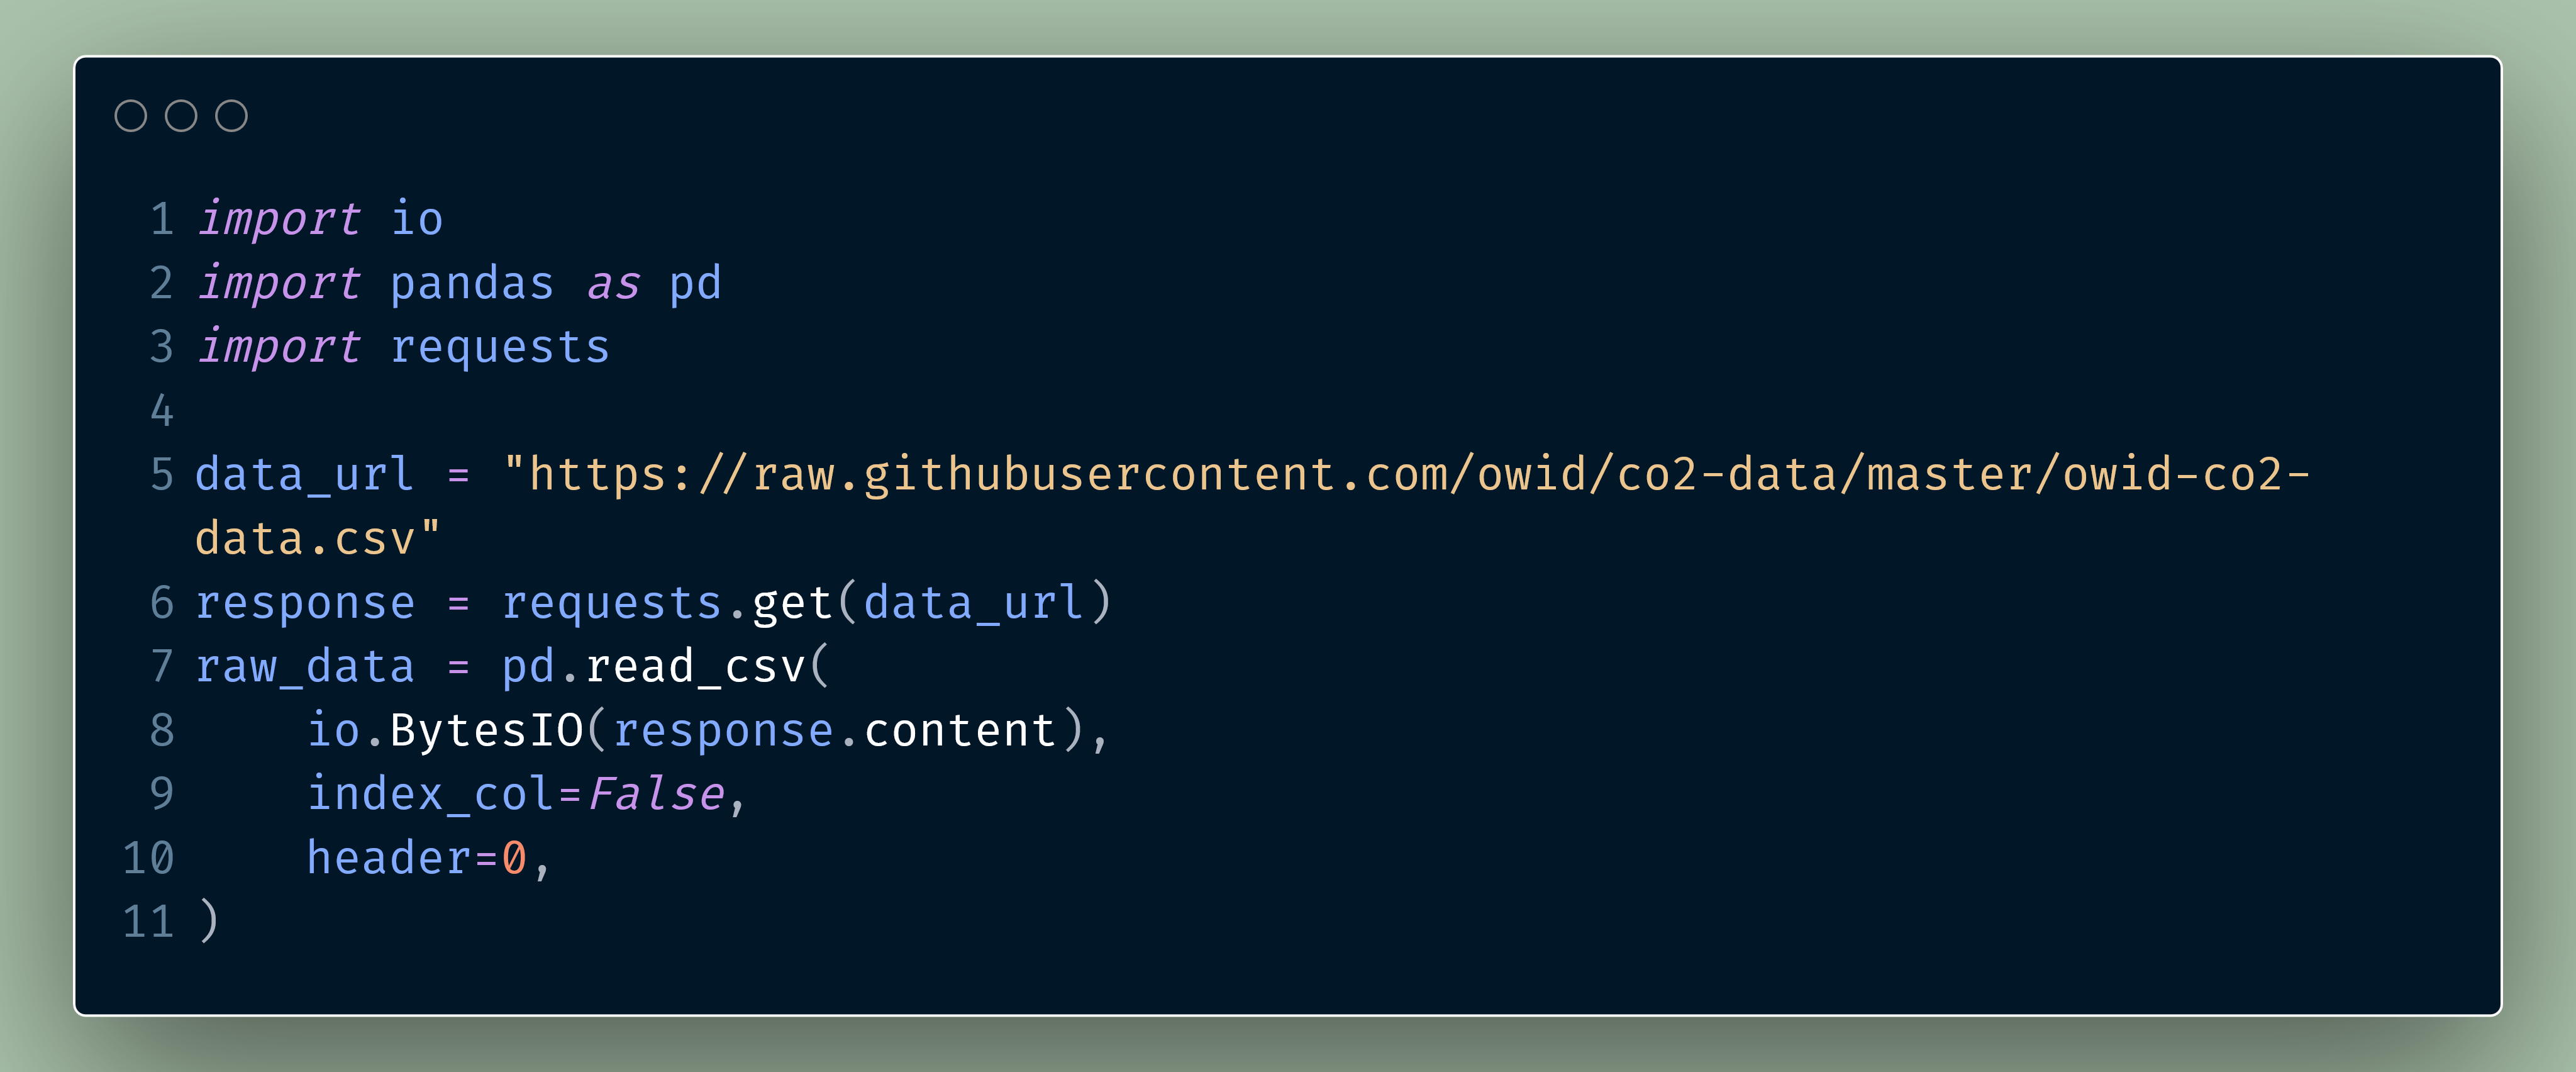 1 import io
2 import pandas as pd
3 import requests
4
5 data_url = "https://raw.githubusercontent.com/owid/co2-data/master/owid-co2-
data.csv"
6 response = requests.get(data_url)
7 raw_data = pd.read_csv(
8     io.BytesIO(response.content),
9     index_col=False,
10     header=0,
11 )